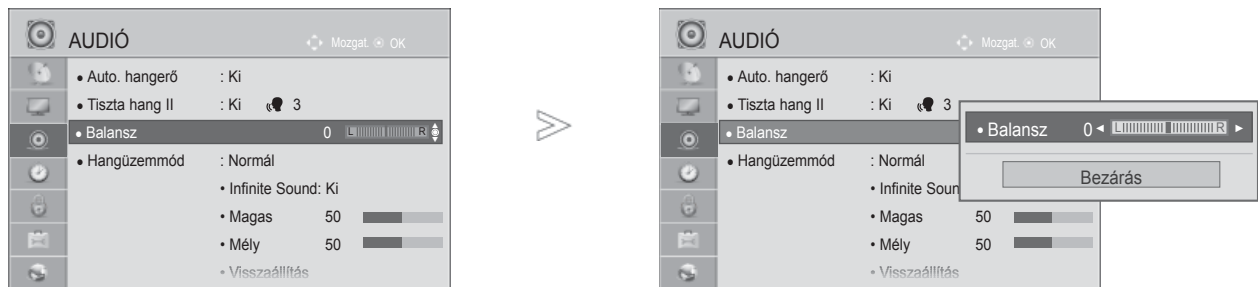 AUDIÓ
Mozgat. OK
• Auto. hangerő : Ki
• Tiszta hang II : Ki 3
• Balansz 0 L R
• Hangüzemmód : Normál
• Infinite Sound: Ki
• Magas 50
• Mély 50
• Visszaállítás
AUDIÓ
Mozgat. OK
• Auto. hangerő : Ki
• Tiszta hang II : Ki 3
• Balansz
• Hangüzemmód : Normál
• Infinite Soun
• Magas 50
• Mély 50
• Visszaállítás
• Balansz 0 ◄ L R ►
Bezárás